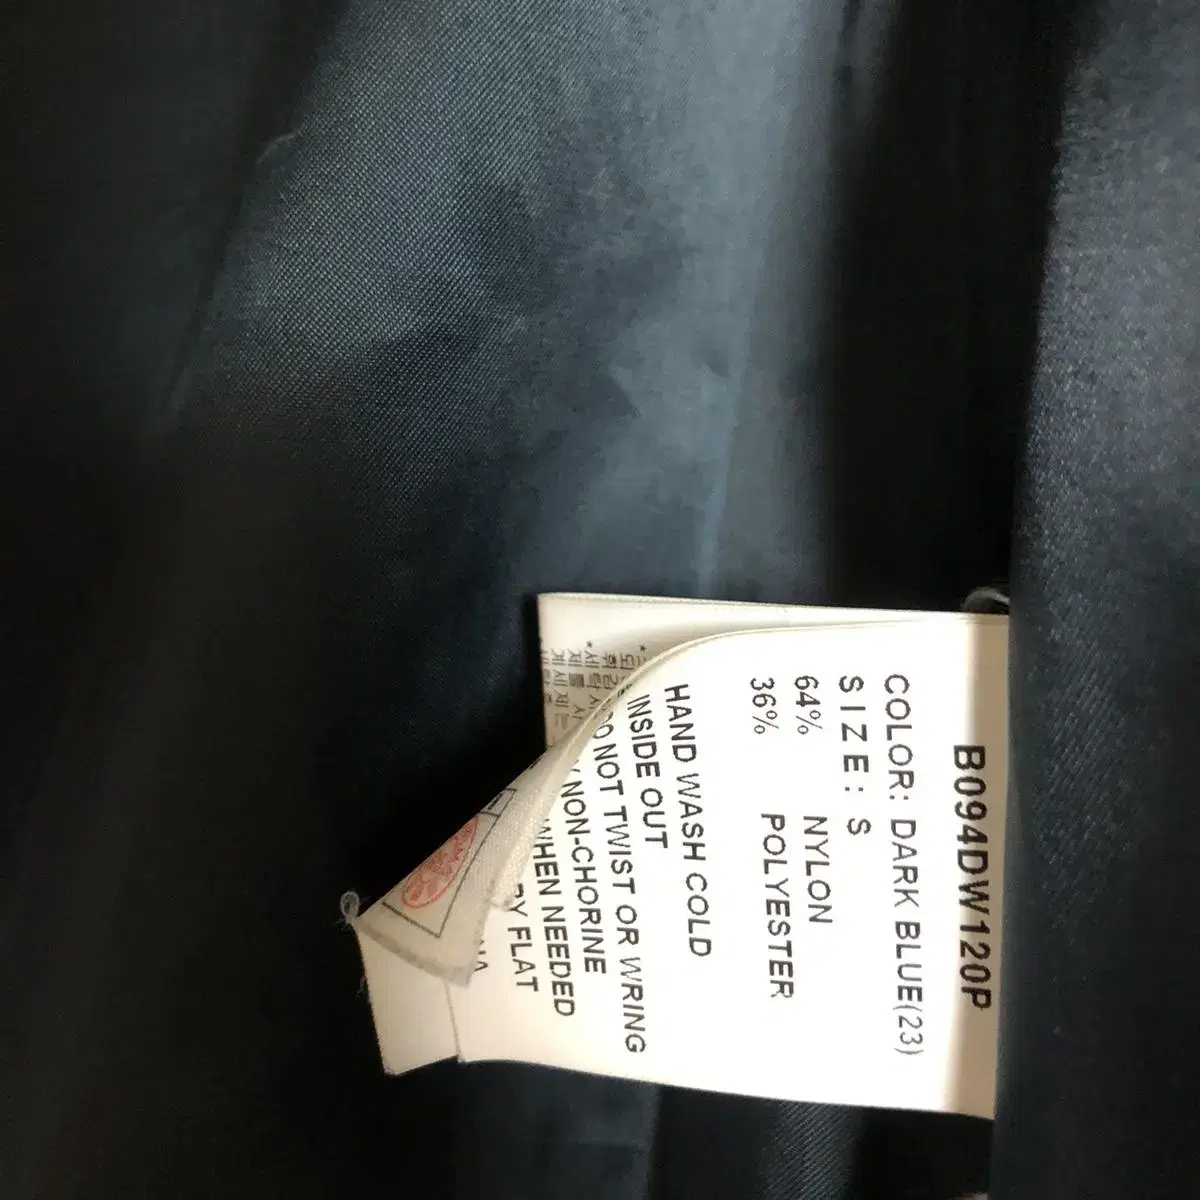 B094DW120P
COLOR: DARK BLUE(23)
SIZE: S
64% NYLON
36% POLYESTER
HAND WASH COLD
INSIDE OUT
DO NOT TWIST OR WRING
NON-CHORINE
WHEN NEEDED
FLAT